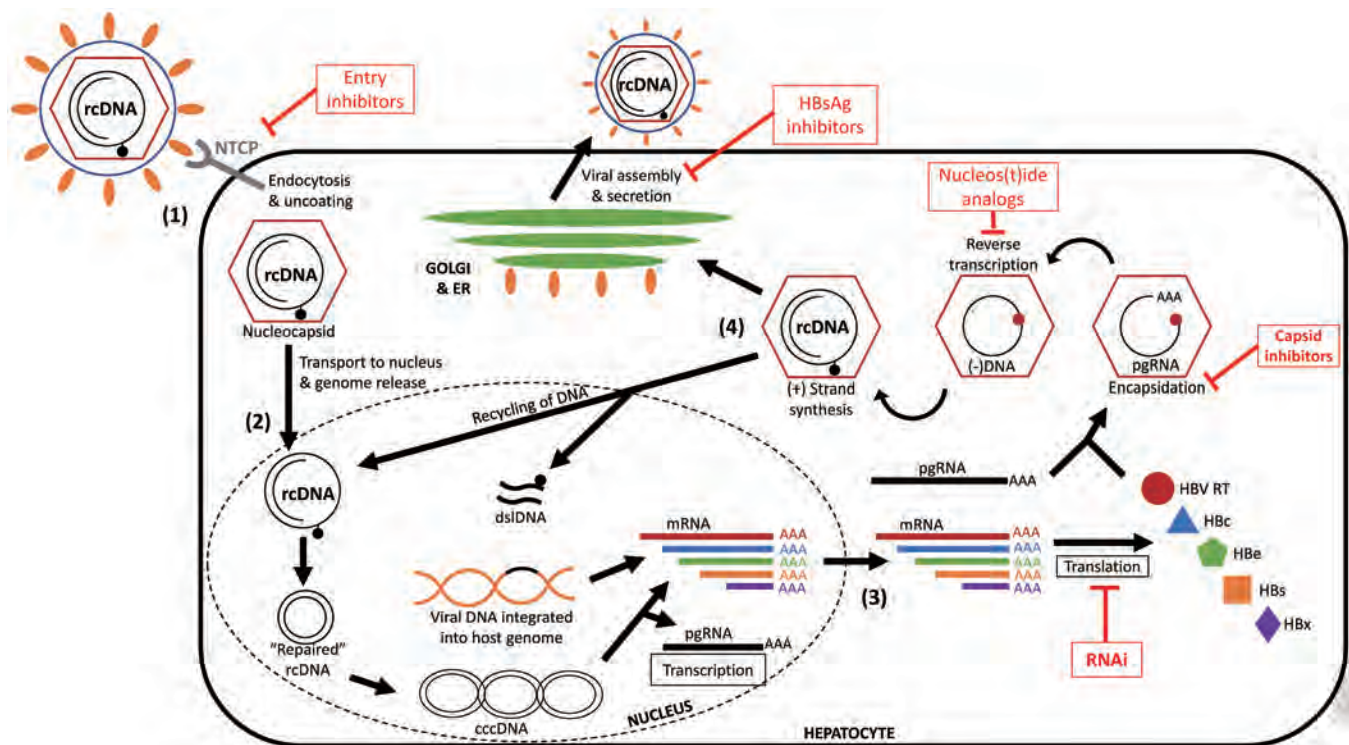 rcDNA
Entry
inhibitors
NTCP
(1)
Endocytosis
& uncoating
rcDNA
Nucleocapsid
Transport to nucleus
& genome release
(2)
rcDNA
"Repaired"
rcDNA
cccDNA
Viral DNA integrated
into host genome
dslDNA
Recycling of DNA
rcDNA
HBsAg
inhibitors
Viral assembly
& secretion
GOLGI
& ER
(4)
rcDNA
(+) Strand
synthesis
Nucleos(t)ide
analogs
Reverse
transcription
(-)DNA
AAA
pgRNA
Encapsidation
Capsid
inhibitors
mRNA
AAA
AAA
AAA
AAA
AAA
pgRNA
AAA
Transcription
NUCLEUS
(3)
pgRNA
AAA
mRNA
AAA
AAA
AAA
AAA
AAA
Translation
RNAi
HBV RT
HBc
HBe
HBs
HBx
HEPATOCYTE